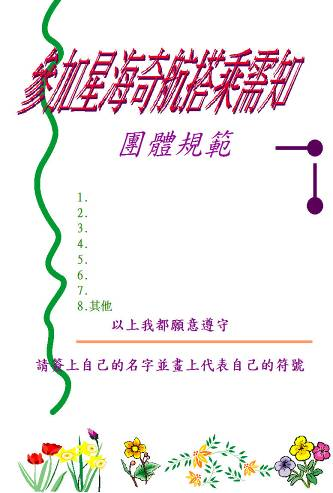 參加星海奇航搭乘需知
團體規範
1.
2.
3.
4.
5.
6.
7.
8.其他
以上我都願意遵守
請簽上自己的名字並畫上代表自己的符號